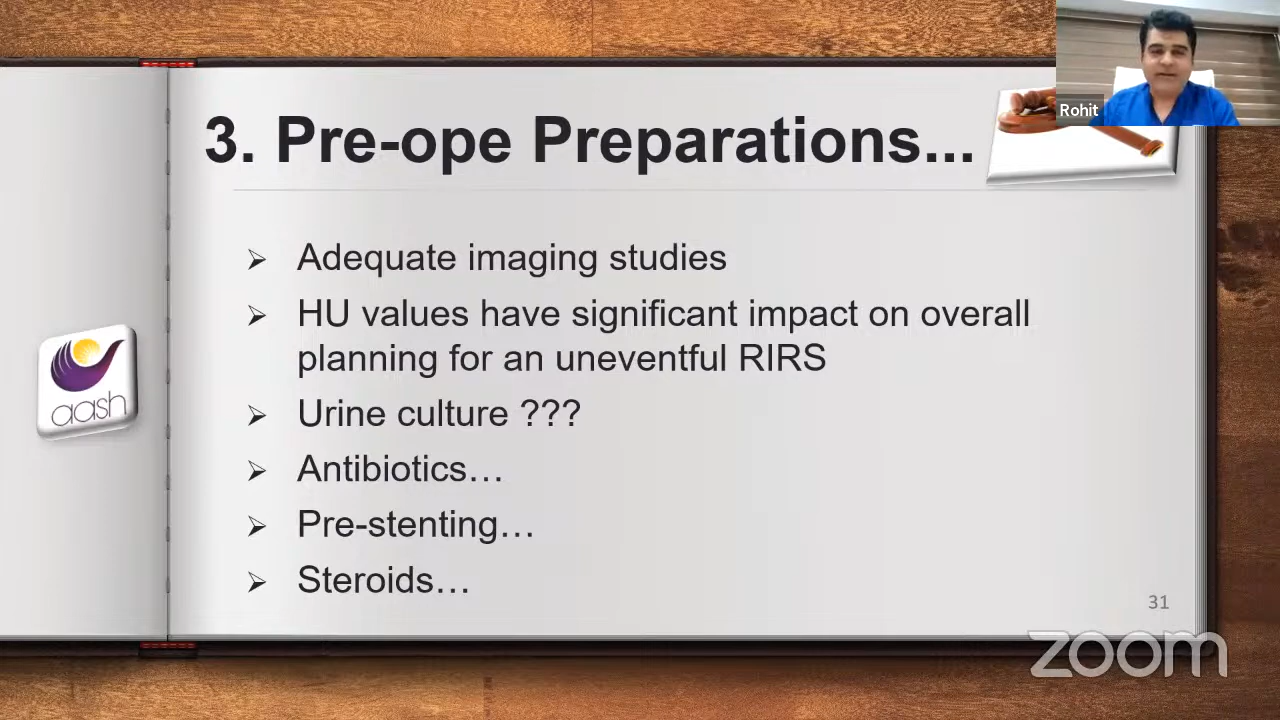 Rohit
3. Pre-ope Preparations...
Adequate imaging studies
HU values have significant impact on overall
planning for an uneventful RIRS
Urine culture ???
Antibiotics…
Pre-stenting…
Steroids…
aash
31
zoom